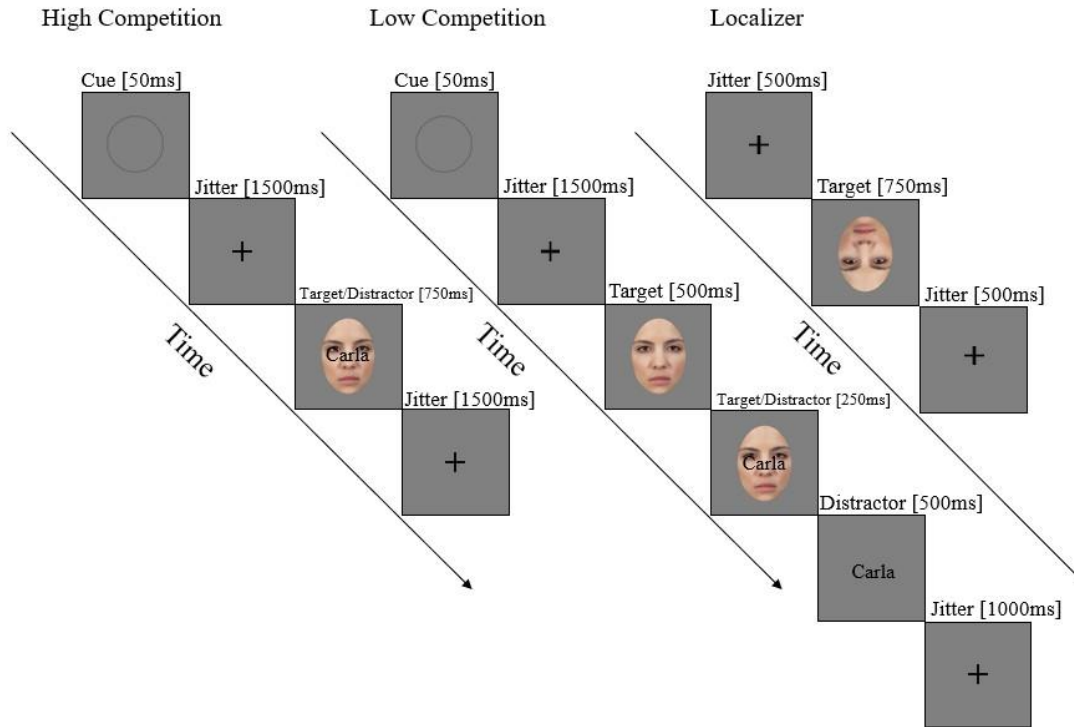 High Competition
Low Competition
Localizer
Cue [50ms]
Cue [50ms]
Jitter [500ms]
Jitter [1500ms]
Jitter [1500ms]
Target [750ms]
Target/Distractor [750ms]
Target [500ms]
Jitter [500ms]
Time
Carla
Time
Time
Jitter [1500ms]
Target/Distractor [250ms]
Carla
Distractor [500ms]
Carla
Jitter [1000ms]